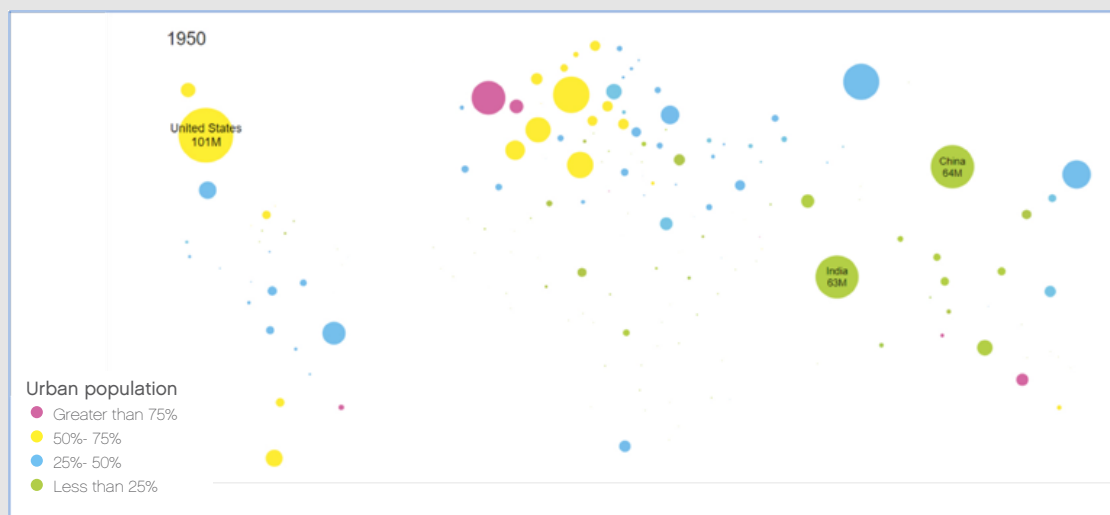 1950
United States
101M
China
64M
India
63M
Urban population
Greater than 75%
50%- 75%
25%- 50%
Less than 25%